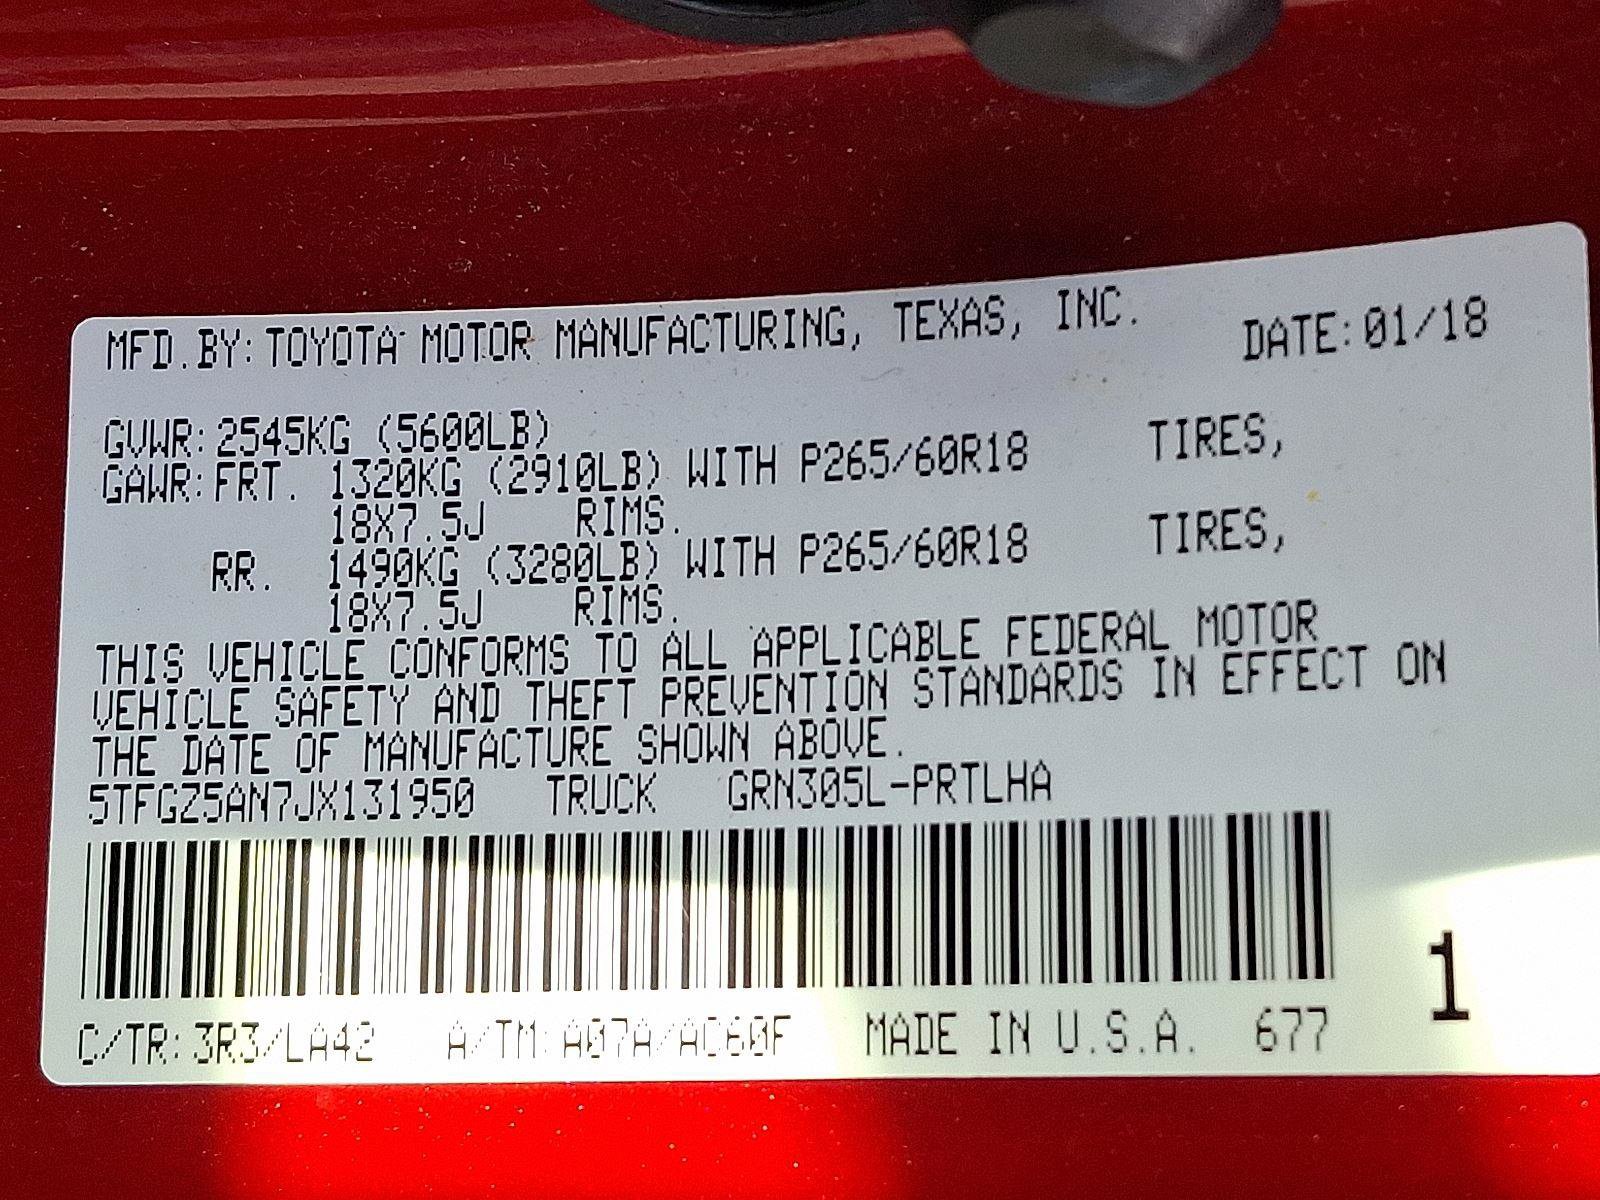 MFD.BY:TOYOTA MOTOR MANUFACTURING, TEXAS, INC. DATE:01/18
GVWR:2545KG (5600LB)
GAWR:FRT. 1320KG (2910LB) WITH P265/60R18 TIRES,
18X7.5J RIMS.
RR. 1490KG (3280LB) WITH P265/60R18 TIRES,
18X7.5J RIMS.
THIS VEHICLE CONFORMS TO ALL APPLICABLE FEDERAL MOTOR
VEHICLE SAFETY AND THEFT PREVENTION STANDARDS IN EFFECT ON
THE DATE OF MANUFACTURE SHOWN ABOVE.
5TFGZ5AN7JX131950 TRUCK GRN305L-PRTLHA
1
C/TR:3R3/LA42 A/TM:A07A/AC60F MADE IN U.S.A. 677